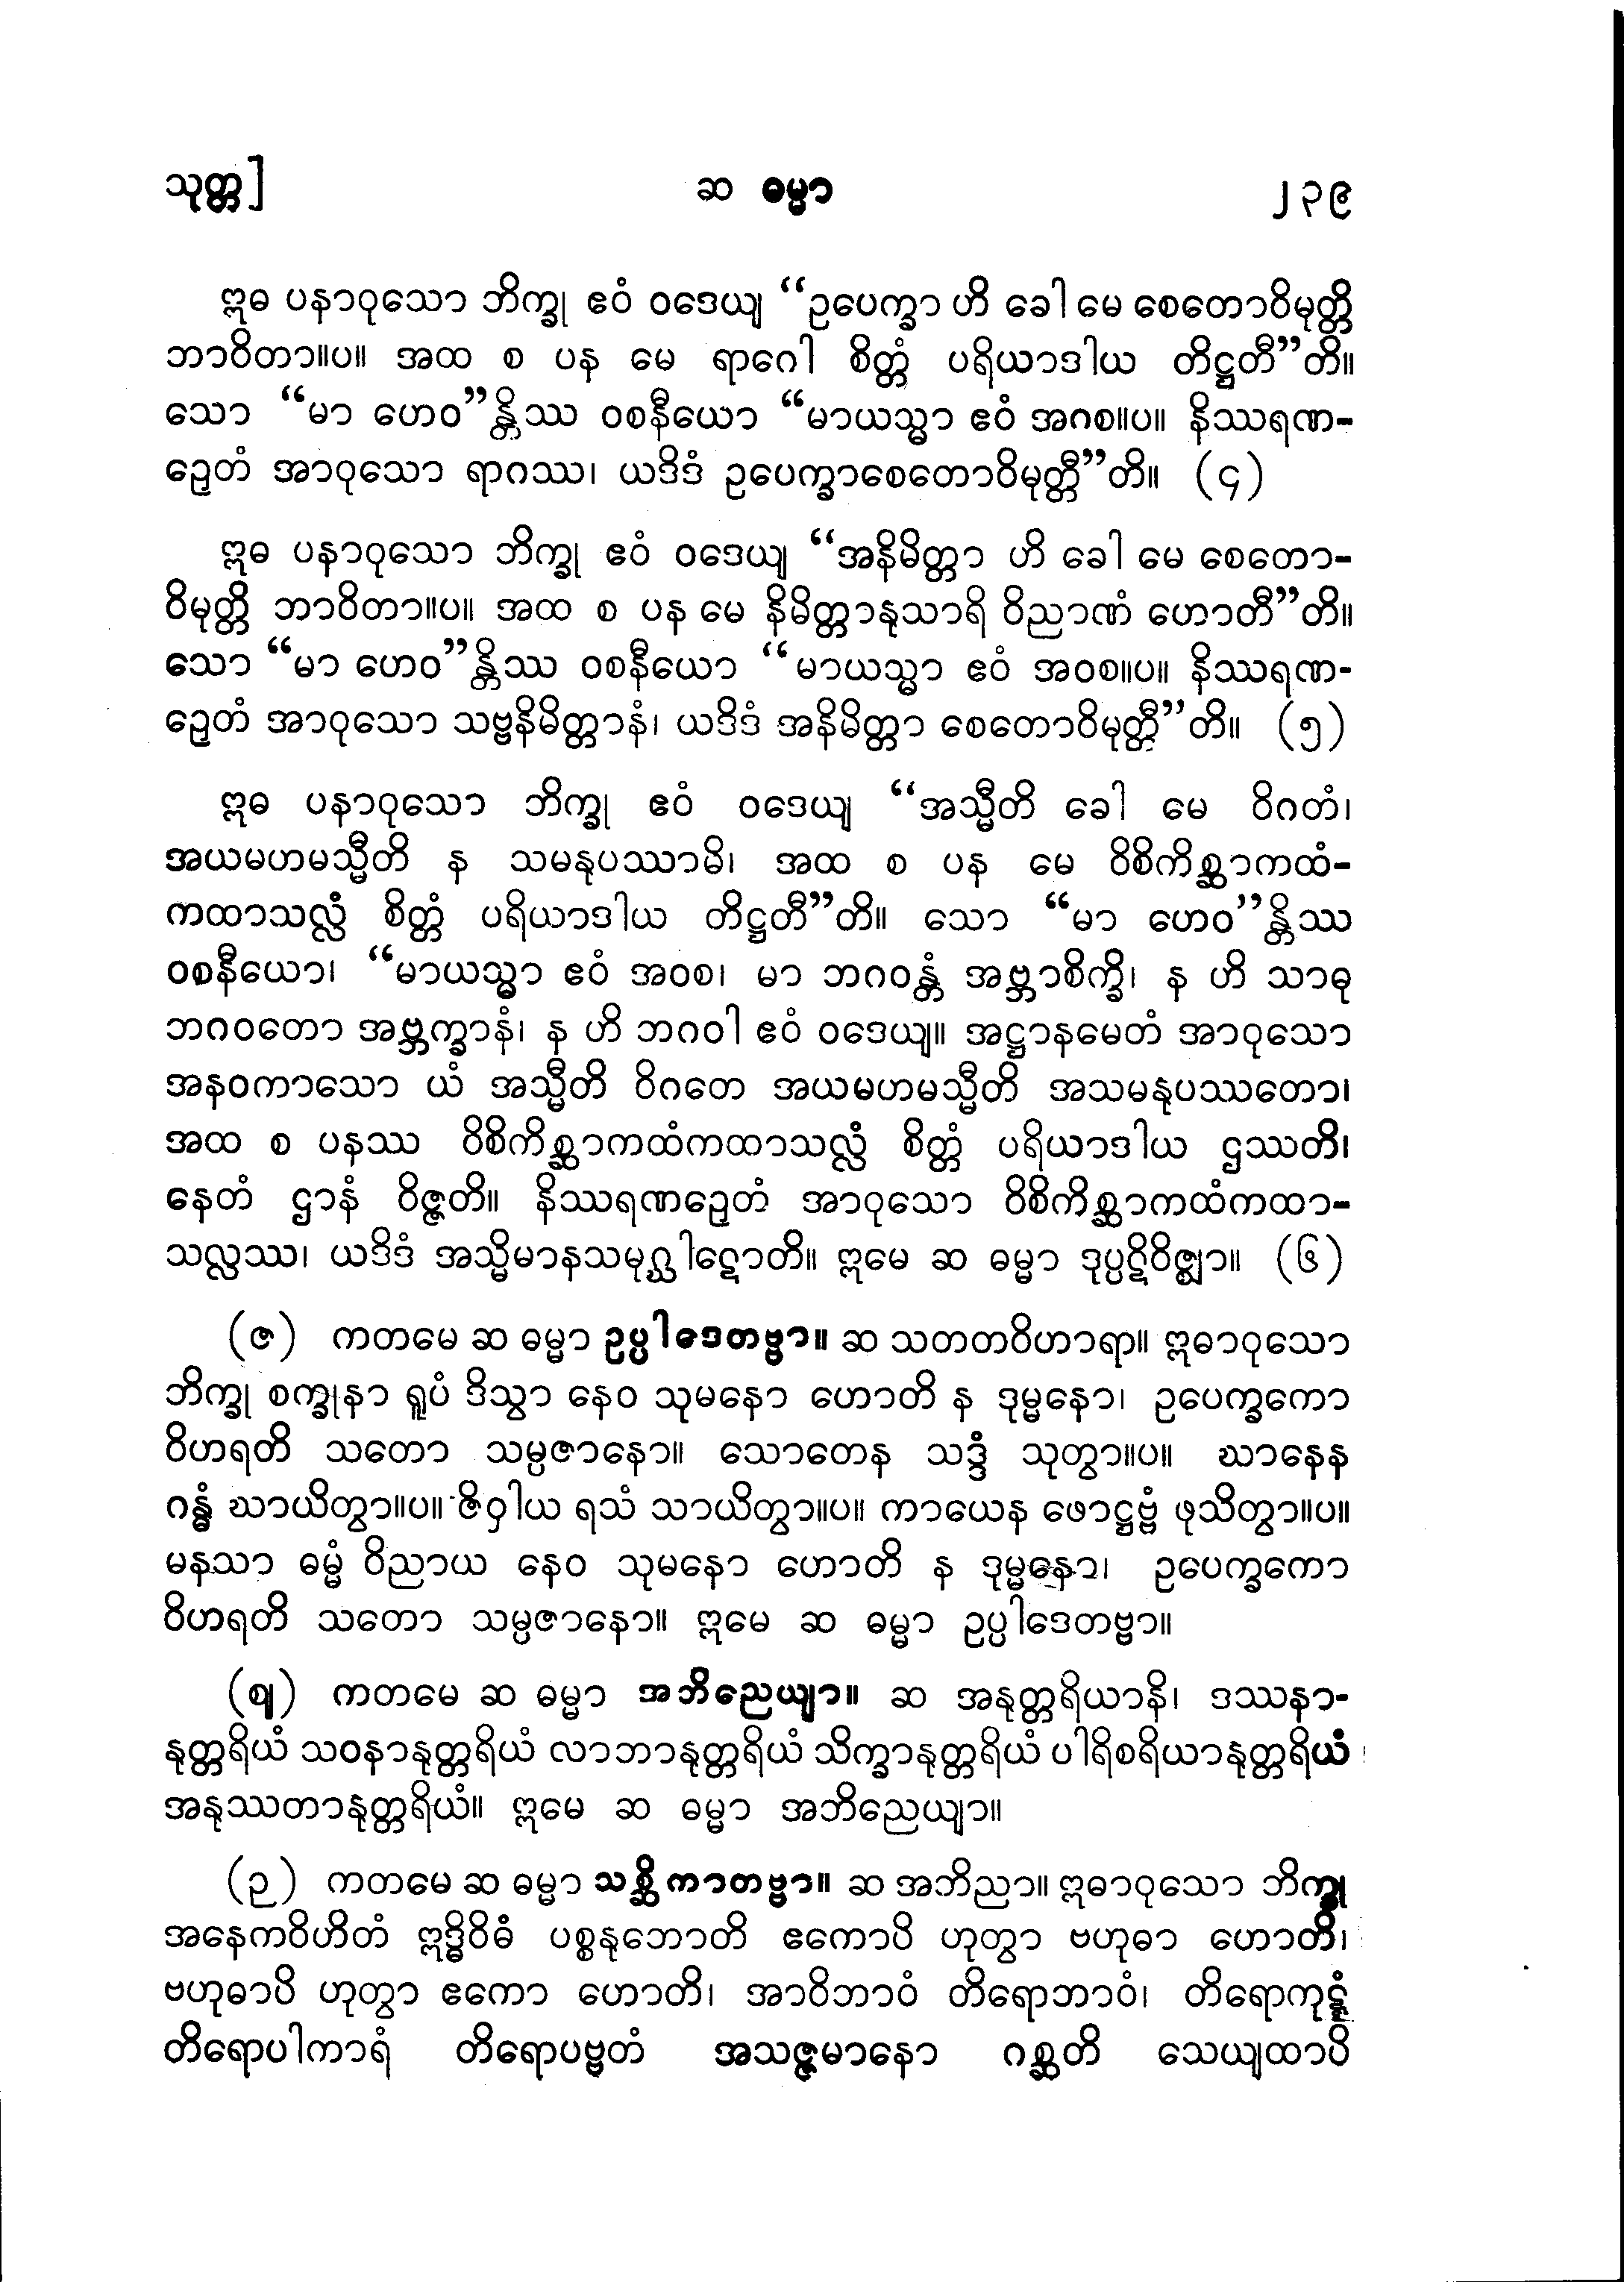 သုတ္တ] ဆ ဓမ္မာ ၂၃၉
ဣဓ ပနာဝုသော ဘိက္ခု ဧဝံ ဝဒေယျ “ဥပေက္ခာ ဟိ ခေါ မေ စေတောဝိမုတ္တိ
ဘာဝိတာ။ပ။ အထ စ ပန မေ ရာဂေါ စိတ္တံ ပရိယာဒါယ တိဋ္ဌတီ”တိ။
သော “မာ ဟေဝ”န္တိဿ ဝစနီယော “မာယသ္မာ ဧဝံ အဂစ။ပ။ နိဿရဏ-
ဉှေတံ အာဝုသော ရာဂဿ၊ ယဒိဒံ ဥပေက္ခာစေတောဝိမုတ္တီ”တိ။ (၄)
ဣဓ ပနာဝုသော ဘိက္ခု ဧဝံ ဝဒေယျ “အနိမိတ္တာ ဟိ ခေါ မေ စေတော-
ဝိမုတ္တိ ဘာဝိတာ။ပ။ အထ စ ပန မေ နိမိတ္တာနုသာရိ ဝိညာဏံ ဟောတီ”တိ။
သော “မာ ဟေဝ”န္တိဿ ဝစနီယော “မာယသ္မာ ဧဝံ အဝစ။ပ။ နိဿရဏ-
ဉှေတံ အာဝုသော သဗ္ဗနိမိတ္တာနံ၊ ယဒိဒံ အနိမိတ္တာ စေတောဝိမုတ္တီ”တိ။ (၅)
ဣဓ ပနာဝုသော ဘိက္ခု ဧဝံ ဝဒေယျ “အသ္မီတိ ခေါ မေ ဝိဂတံ၊
အယမဟမသ္မီတိ န သမနုပဿာမိ၊ အထ စ ပန မေ ဝိစိကိစ္ဆာကထံ-
ကထာသလ္လံ စိတ္တံ ပရိယာဒါယ တိဋ္ဌတီ”တိ။ သော “မာ ဟေဝ”န္တိဿ
ဝစနီယော၊ “မာယသ္မာ ဧဝံ အဝစ၊ မာ ဘဂဝန္တံ အဗ္ဘာစိက္ခိ၊ န ဟိ သာဓု
ဘဂဝတော အဗ္ဘက္ခာနံ၊ န ဟိ ဘဂဝါ ဧဝံ ဝဒေယျ။ အဋ္ဌာနမေတံ အာဝုသော
အနဝကာသော ယံ အသ္မီတိ ဝိဂတေ အယမဟမသ္မီတိ အသမနုပဿတော၊
အထ စ ပနဿ ဝိစိကိစ္ဆာကထံကထာသလ္လံ စိတ္တံ ပရိယာဒါယ ဌဿတိ၊
နေတံ ဌာနံ ဝိဇ္ဇတိ။ နိဿရဏဉှေတံ အာဝုသော ဝိစိကိစ္ဆာကထံကထာ-
သလ္လဿ၊ ယဒိဒံ အသ္မိမာနသမုဂ္ဃါဋောတိ။ ဣမေ ဆ ဓမ္မာ ဒုပ္ပဋိဝိဇ္ဈာ။ (၆)
(ဇ) ကတမေ ဆ ဓမ္မာ ဥပ္ပါဒေတဗ္ဗာ။ ဆ သတတဝိဟာရာ။ ဣဓာဝုသော
ဘိက္ခု စက္ခုနာ ရူပံ ဒိသွာ နေဝ သုမနော ဟောတိ န ဒုမ္မနော၊ ဥပေက္ခကော
ဝိဟရတိ သတော သမ္ပဇာနော။ သောတေန သဒ္ဒံ သုတွာ။ပ။ ဃာနေန
ဂန္ဓံ ဃာယိတွာ။ပ။ ဇိဝှါယ ရသံ သာယိတွာ။ပ။ ကာယေန ဖောဋ္ဌဗ္ဗံ ဖုသိတွာ။ပ။
မနသာ ဓမ္မံ ဝိညာယ နေဝ သုမနော ဟောတိ န ဒုမ္မနော၊ ဥပေက္ခကော
ဝိဟရတိ သတော သမ္ပဇာနော။ ဣမေ ဆ ဓမ္မာ ဥပ္ပါဒေတဗ္ဗာ။
(ဈ) ကတမေ ဆ ဓမ္မာ အဘိညေယျာ။ ဆ အနုတ္တရိယာနိ၊ ဒဿနာ-
နုတ္တရိယံ သဝနာနုတ္တရိယံ လာဘာနုတ္တရိယံ သိက္ခာနုတ္တရိယံ ပါရိစရိယာနုတ္တရိယံ
အနုဿတာနုတ္တရိယံ။ ဣမေ ဆ ဓမ္မာ အဘိညေယျာ။
(ဉ) ကတမေ ဆ ဓမ္မာ သစ္ဆိကာတဗ္ဗာ။ ဆ အဘိညာ။ ဣဓာဝုသော ဘိက္ခု
အနေကဝိဟိတံ ဣဒ္ဓိဝိဓံ ပစ္စနုဘောတိ ဧကောပိ ဟုတွာ ဗဟုဓာ ဟောတိ၊
ဗဟုဓာပိ ဟုတွာ ဧကော ဟောတိ၊ အာဝိဘာဝံ တိရောဘာဝံ၊ တိရောကုဋ္ဋံ
တိရောပါကာရံ တိရောပဗ္ဗတံ အသဇ္ဇမာနော ဂစ္ဆတိ သေယျထာပိ